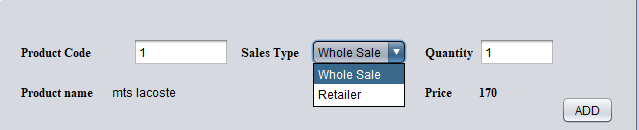 Product Code 1 Sales Type Whole Sale Quantity 1
Whole Sale
Product name mts lacoste Retailer Price 170
ADD